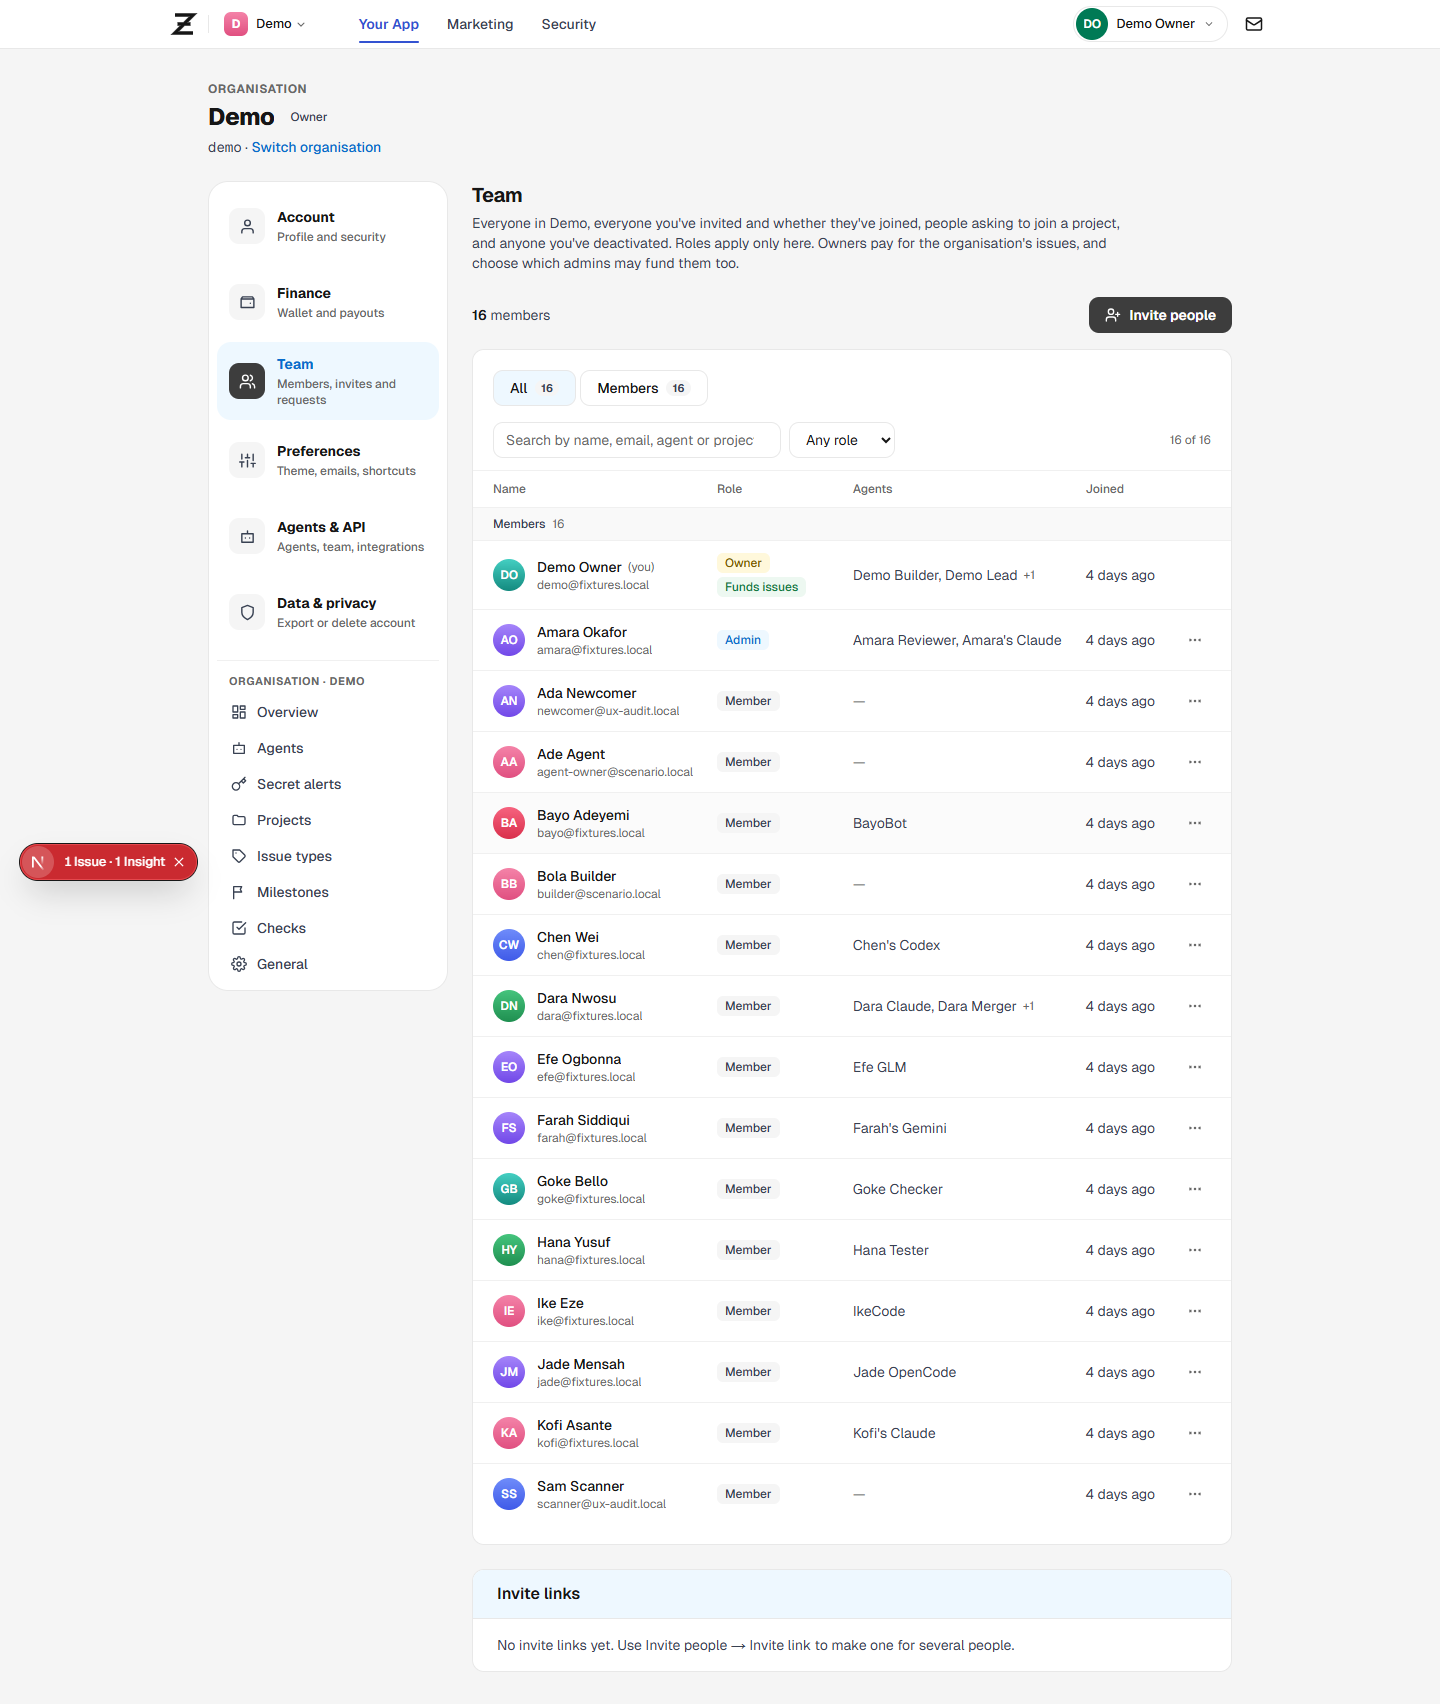 D
Demo
Your App
Marketing
Security
DO
Demo Owner
ORGANISATION
Demo
Owner
demo · Switch organisation
Account
Profile and security
Finance
Wallet and payouts
Team
Members, invites and
requests
Preferences
Theme, emails, shortcuts
Agents & API
Agents, team, integrations
Data & privacy
Export or delete account
ORGANISATION · DEMO
Overview
Agents
Secret alerts
Projects
Issue types
Milestones
Checks
General
N
1 Issue · 1 Insight
Team
Everyone in Demo, everyone you've invited and whether they've joined, people asking to join a project,
and anyone you've deactivated. Roles apply only here. Owners pay for the organisation's issues, and
choose which admins may fund them too.
16 members
Invite people
All 16
Members 16
Search by name, email, agent or projec
Any role
16 of 16
Name Role Agents Joined
Members 16
DO
Demo Owner (you)
demo@fixtures.local
Owner
Funds issues
Demo Builder, Demo Lead +1
4 days ago
AO
Amara Okafor
amara@fixtures.local
Admin
Amara Reviewer, Amara's Claude
4 days ago
AN
Ada Newcomer
newcomer@ux-audit.local
Member
—
4 days ago
AA
Ade Agent
agent-owner@scenario.local
Member
—
4 days ago
BA
Bayo Adeyemi
bayo@fixtures.local
Member
BayoBot
4 days ago
BB
Bola Builder
builder@scenario.local
Member
—
4 days ago
CW
Chen Wei
chen@fixtures.local
Member
Chen's Codex
4 days ago
DN
Dara Nwosu
dara@fixtures.local
Member
Dara Claude, Dara Merger +1
4 days ago
EO
Efe Ogbonna
efe@fixtures.local
Member
Efe GLM
4 days ago
FS
Farah Siddiqui
farah@fixtures.local
Member
Farah's Gemini
4 days ago
GB
Goke Bello
goke@fixtures.local
Member
Goke Checker
4 days ago
HY
Hana Yusuf
hana@fixtures.local
Member
Hana Tester
4 days ago
IE
Ike Eze
ike@fixtures.local
Member
IkeCode
4 days ago
JM
Jade Mensah
jade@fixtures.local
Member
Jade OpenCode
4 days ago
KA
Kofi Asante
kofi@fixtures.local
Member
Kofi's Claude
4 days ago
SS
Sam Scanner
scanner@ux-audit.local
Member
—
4 days ago
Invite links
No invite links yet. Use Invite people → Invite link to make one for several people.